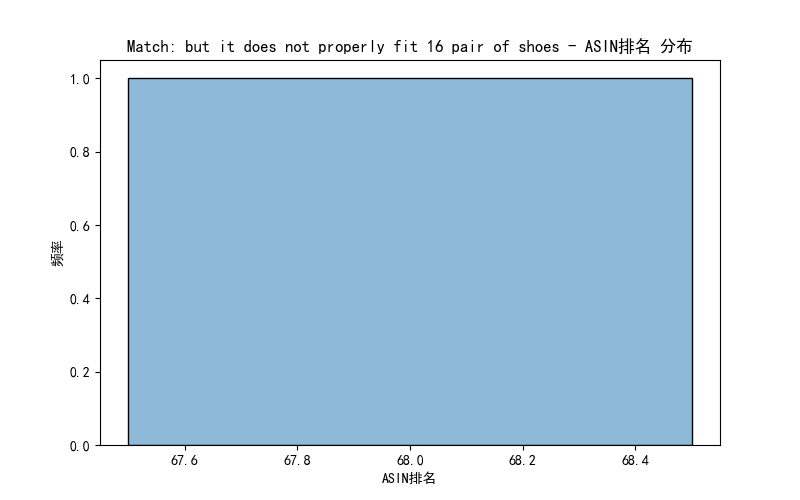 Match: but it does not properly fit 16 pair of shoes - ASIN排名 分布
1.0
0.8
0.6
0.4
0.2
0.0
频率
67.6 67.8 68.0 68.2 68.4
ASIN排名